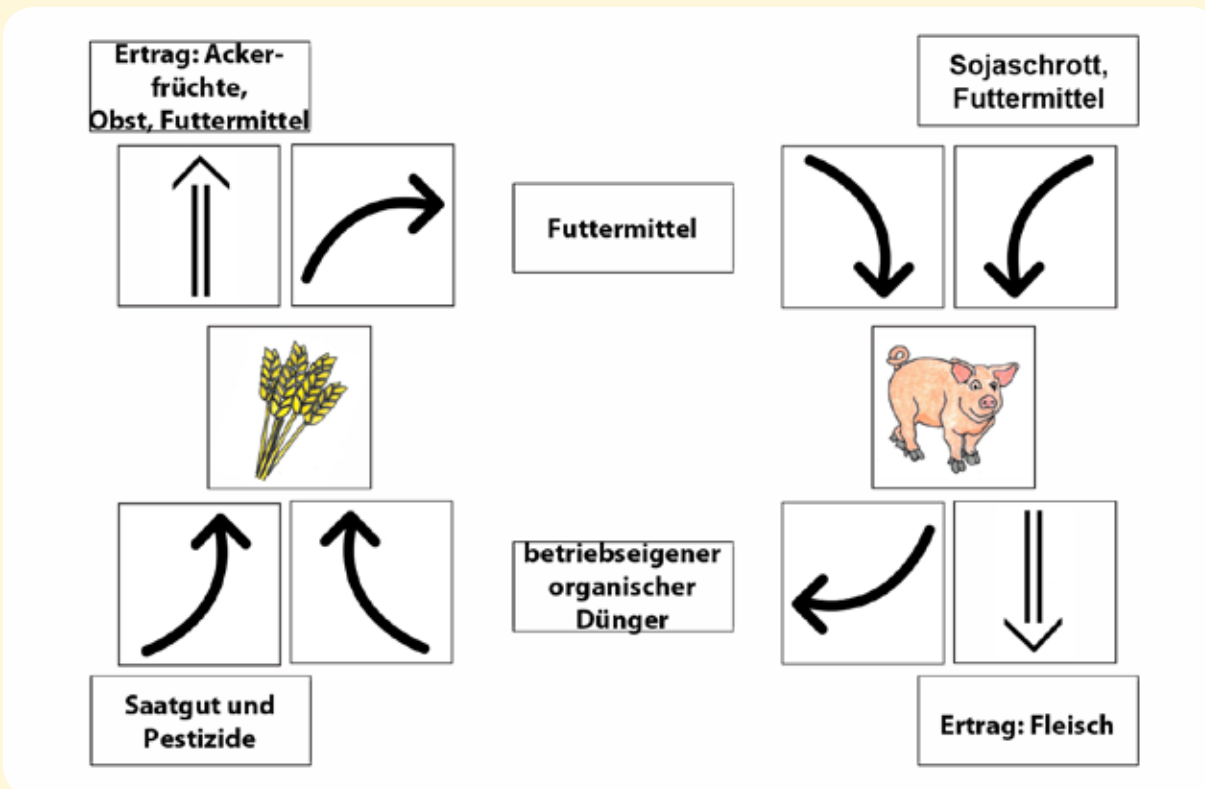 Ertrag: Acker-
früchte,
Obst, Futtermittel
Sojaschrott,
Futtermittel
Futtermittel
betriebseigener
organischer
Dünger
Saatgut und
Pestizide
Ertrag: Fleisch